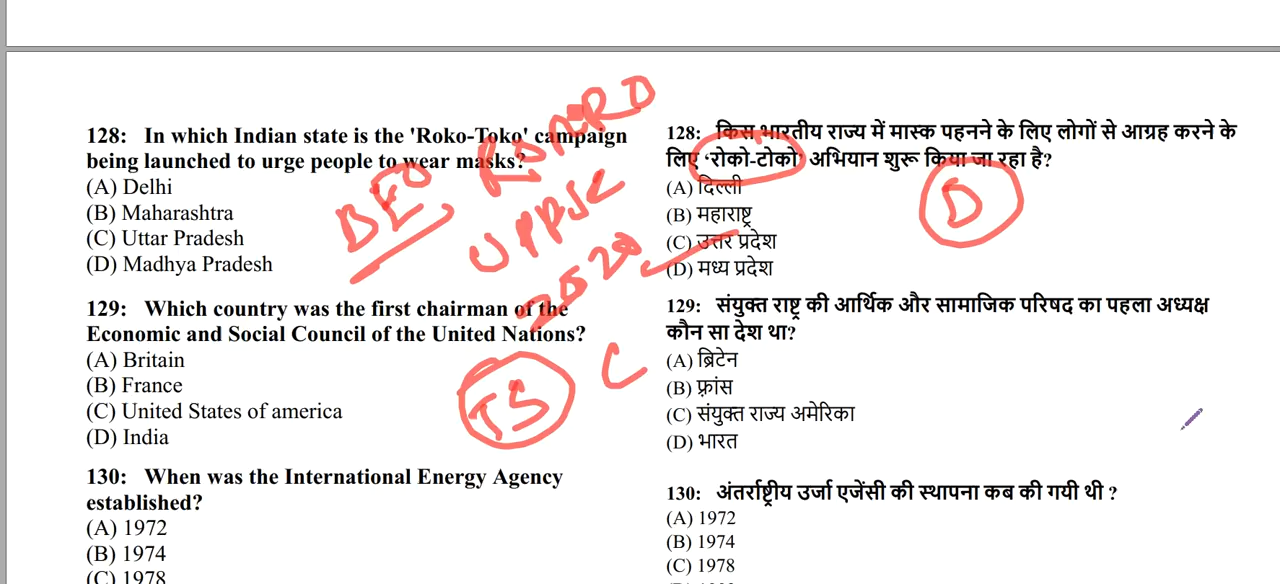 128: In which Indian state is the 'Roko-Toko' campaign
being launched to urge people to wear masks?
(A) Delhi
(B) Maharashtra
(C) Uttar Pradesh
(D) Madhya Pradesh
129: Which country was the first chairman of the
Economic and Social Council of the United Nations?
(A) Britain
(B) France
(C) United States of america
(D) India
130: When was the International Energy Agency
established?
(A) 1972
(B) 1974
(C) 1978
128: किस भारतीय राज्य में मास्क पहनने के लिए लोगों से आग्रह करने के
लिए ‘रोको-टोको’ अभियान शुरू किया जा रहा है?
(A) दिल्ली
(B) महाराष्ट्र
(C) उत्तर प्रदेश
(D) मध्य प्रदेश
129: संयुक्त राष्ट्र की आर्थिक और सामाजिक परिषद का पहला अध्यक्ष
कौन सा देश था?
(A) ब्रिटेन
(B) फ़्रांस
(C) संयुक्त राज्य अमेरिका
(D) भारत
130: अंतर्राष्ट्रीय उर्जा एजेंसी की स्थापना कब की गयी थी ?
(A) 1972
(B) 1974
(C) 1978
BEO
UPPSC
2020
C
D